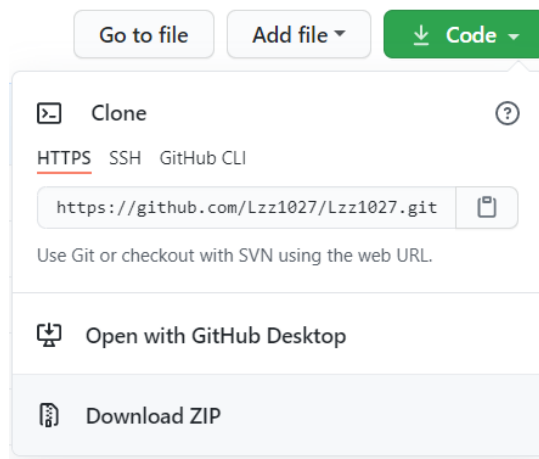 Go to file Add file Code
Clone
HTTPS SSH GitHub CLI
https://github.com/Lzz1027/Lzz1027.git
Use Git or checkout with SVN using the web URL.
Open with GitHub Desktop
Download ZIP